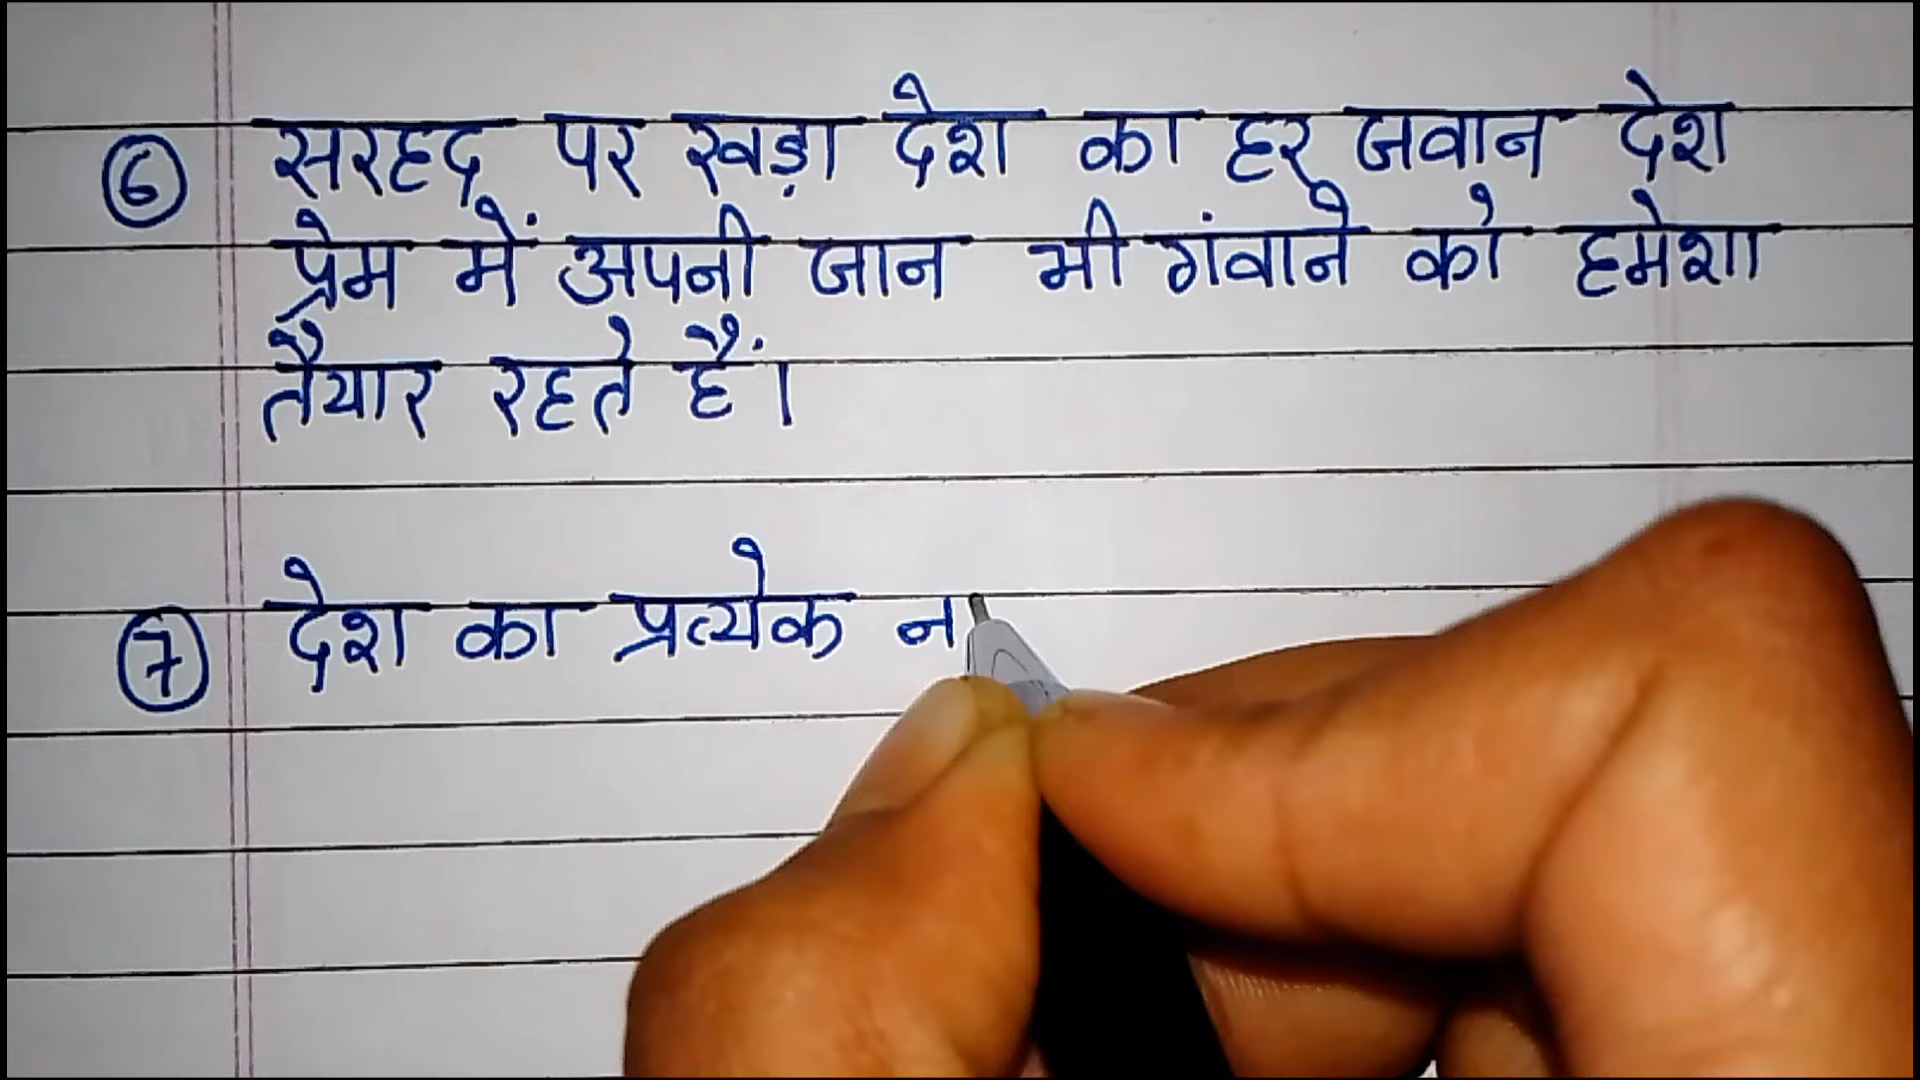 ⑥ सरहद पर खड़ा देश का हर जवान देश
प्रेम में अपनी जान भी गंवाने को हमेशा
तैयार रहते हैं।
⑦ देश का प्रत्येक न